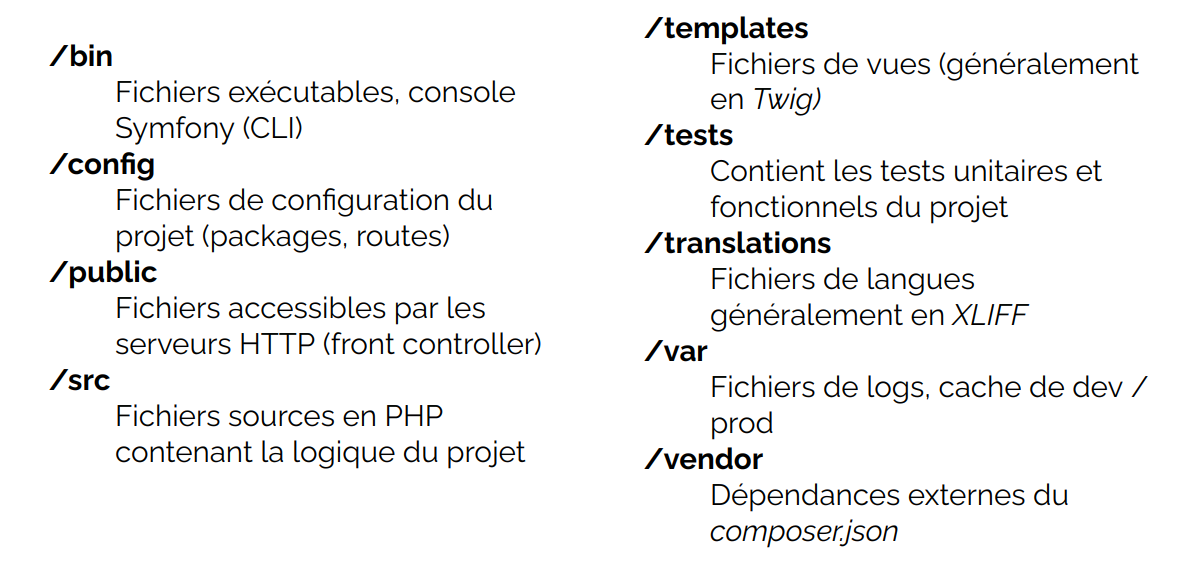 /bin
Fichiers exécutables, console
Symfony (CLI)
/config
Fichiers de configuration du
projet (packages, routes)
/public
Fichiers accessibles par les
serveurs HTTP (front controller)
/src
Fichiers sources en PHP
contenant la logique du projet
/templates
Fichiers de vues (généralement
en Twig)
/tests
Contient les tests unitaires et
fonctionnels du projet
/translations
Fichiers de langues
généralement en XLIFF
/var
Fichiers de logs, cache de dev /
prod
/vendor
Dépendances externes du
composer.json